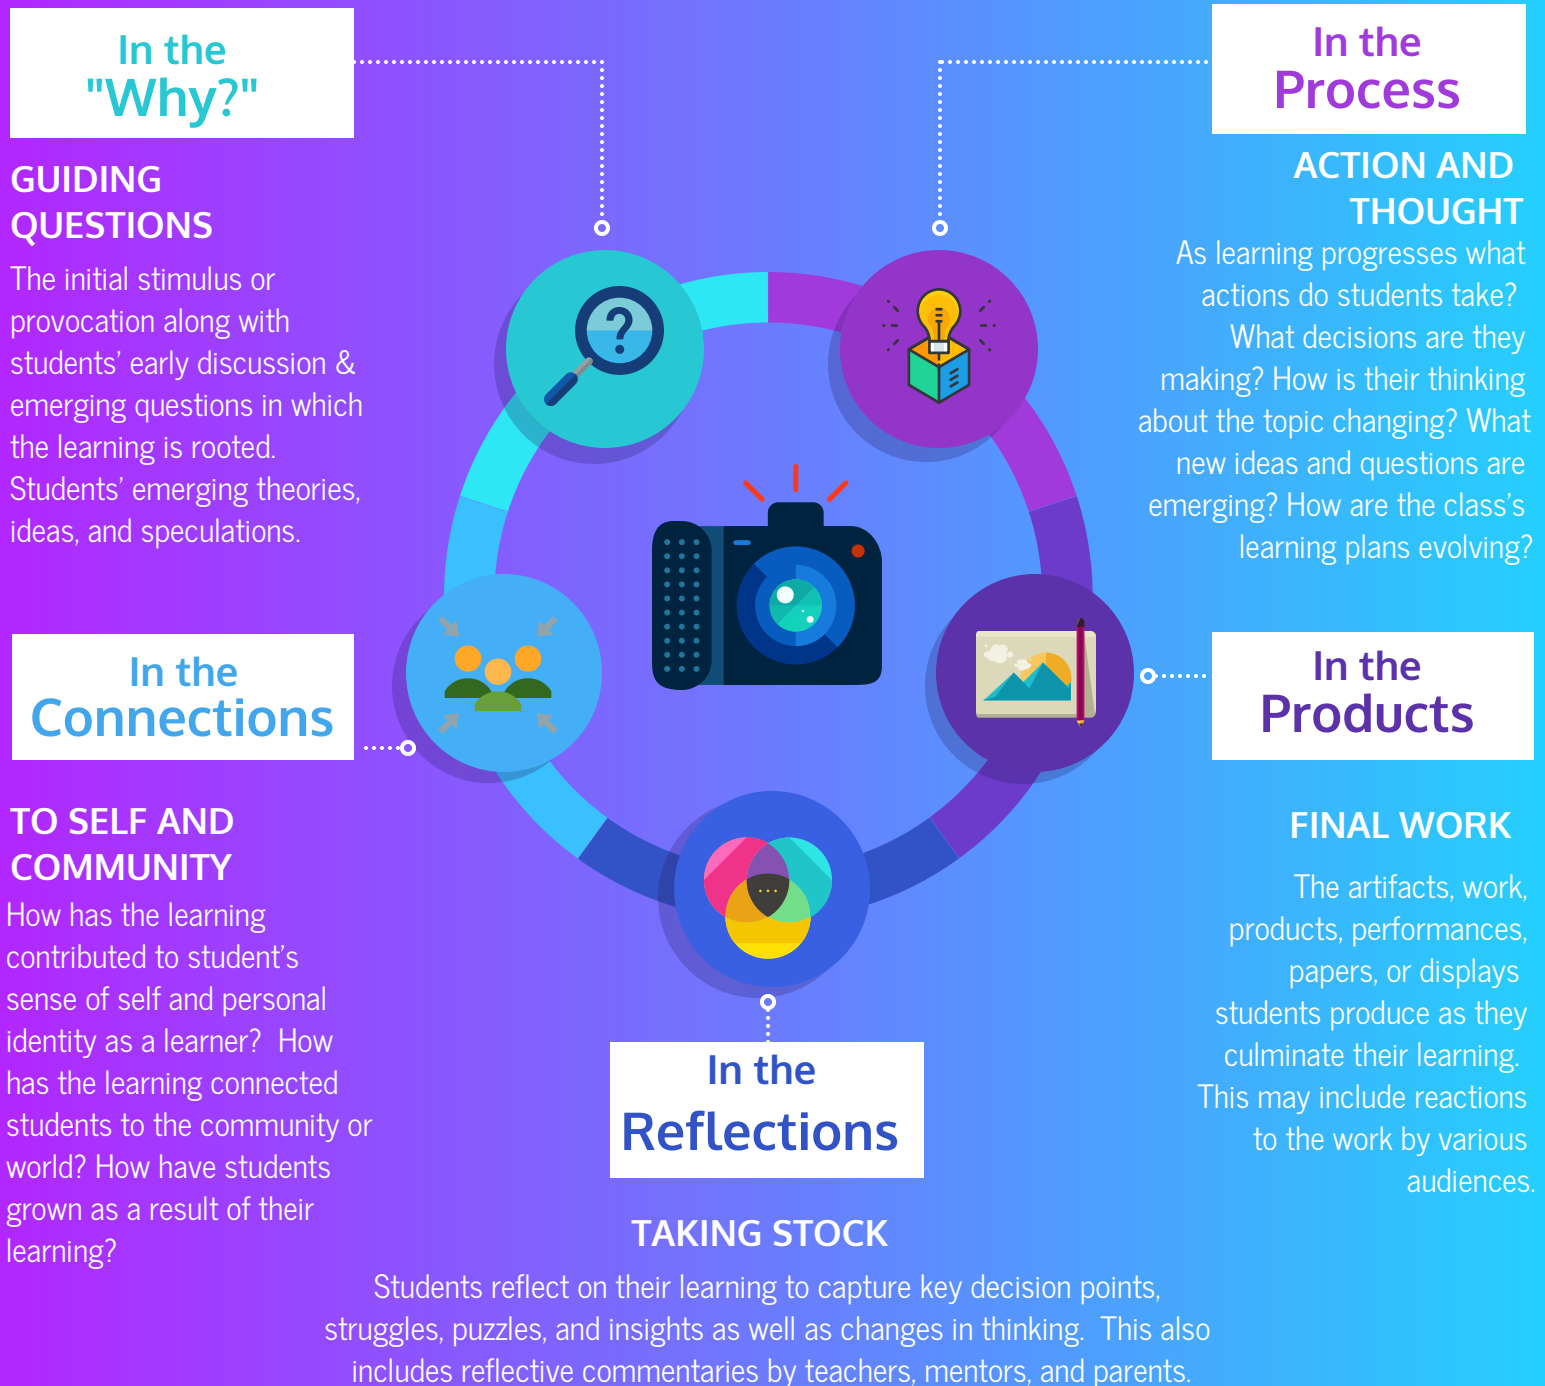 In the
"Why?"
GUIDING
QUESTIONS
The initial stimulus or
provocation along with
students’ early discussion &
emerging questions in which
the learning is rooted.
Students’ emerging theories,
ideas, and speculations.
In the
Process
ACTION AND
THOUGHT
As learning progresses what
actions do students take?
What decisions are they
making? How is their thinking
about the topic changing? What
new ideas and questions are
emerging? How are the class’s
learning plans evolving?
?
In the
Connections
TO SELF AND
COMMUNITY
How has the learning
contributed to student’s
sense of self and personal
identity as a learner?  How
has the learning connected
students to the community or
world? How have students
grown as a result of their
learning?
In the
Products
FINAL WORK
The artifacts, work,
products, performances,
papers, or displays
students produce as they
culminate their learning.
This may include reactions
to the work by various
audiences.
In the
Reflections
TAKING STOCK
Students reflect on their learning to capture key decision points,
struggles, puzzles, and insights as well as changes in thinking.  This also
includes reflective commentaries by teachers, mentors, and parents.